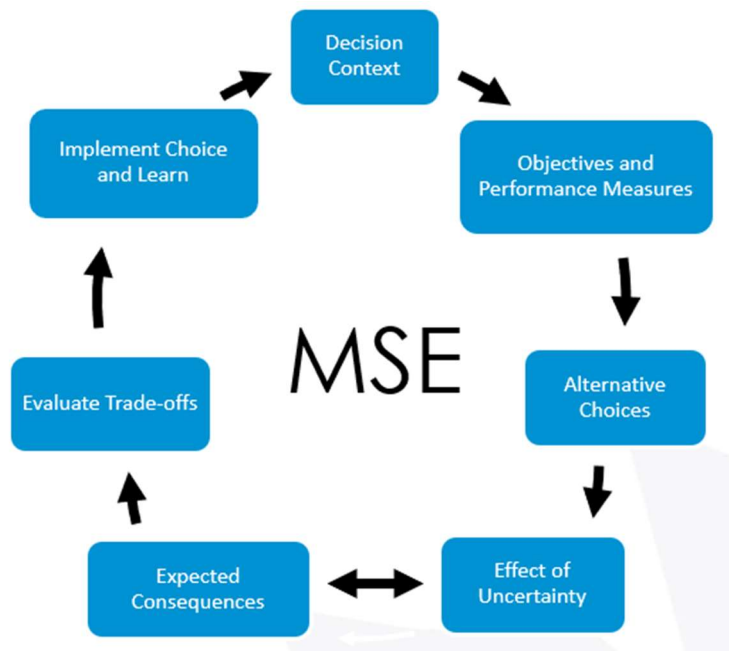 Decision
Context
Objectives and
Performance Measures
Alternative
Choices
Effect of
Uncertainty
Expected
Consequences
Evaluate Trade-offs
Implement Choice
and Learn
MSE